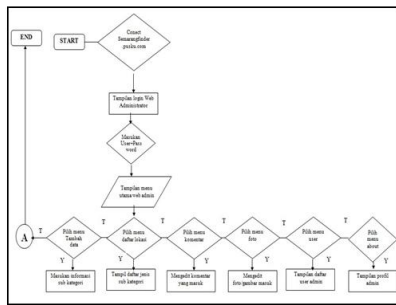 END
START
Conect
Semarangfinder
.pusku.com
Tampilan login Web
Administrator
Masukan
User+Pass
word
Tampilan menu
utama web admin
A
T
Pilih menu
Tambah
data
T
Pilih menu
daftar lokasi
T
Pilih menu
komentar
T
Pilih menu
foto
T
Pilih menu
user
T
Pilih menu
about
Y
Y
Y
Y
Y
Y
Masukan informasi
sub kategori
Tampil daftar jenis
sub kategori
Mengedit komentar
yang masuk
Mengedit
foto/gambar masuk
Tampilan daftar
user admin
Tampilan profil
admin